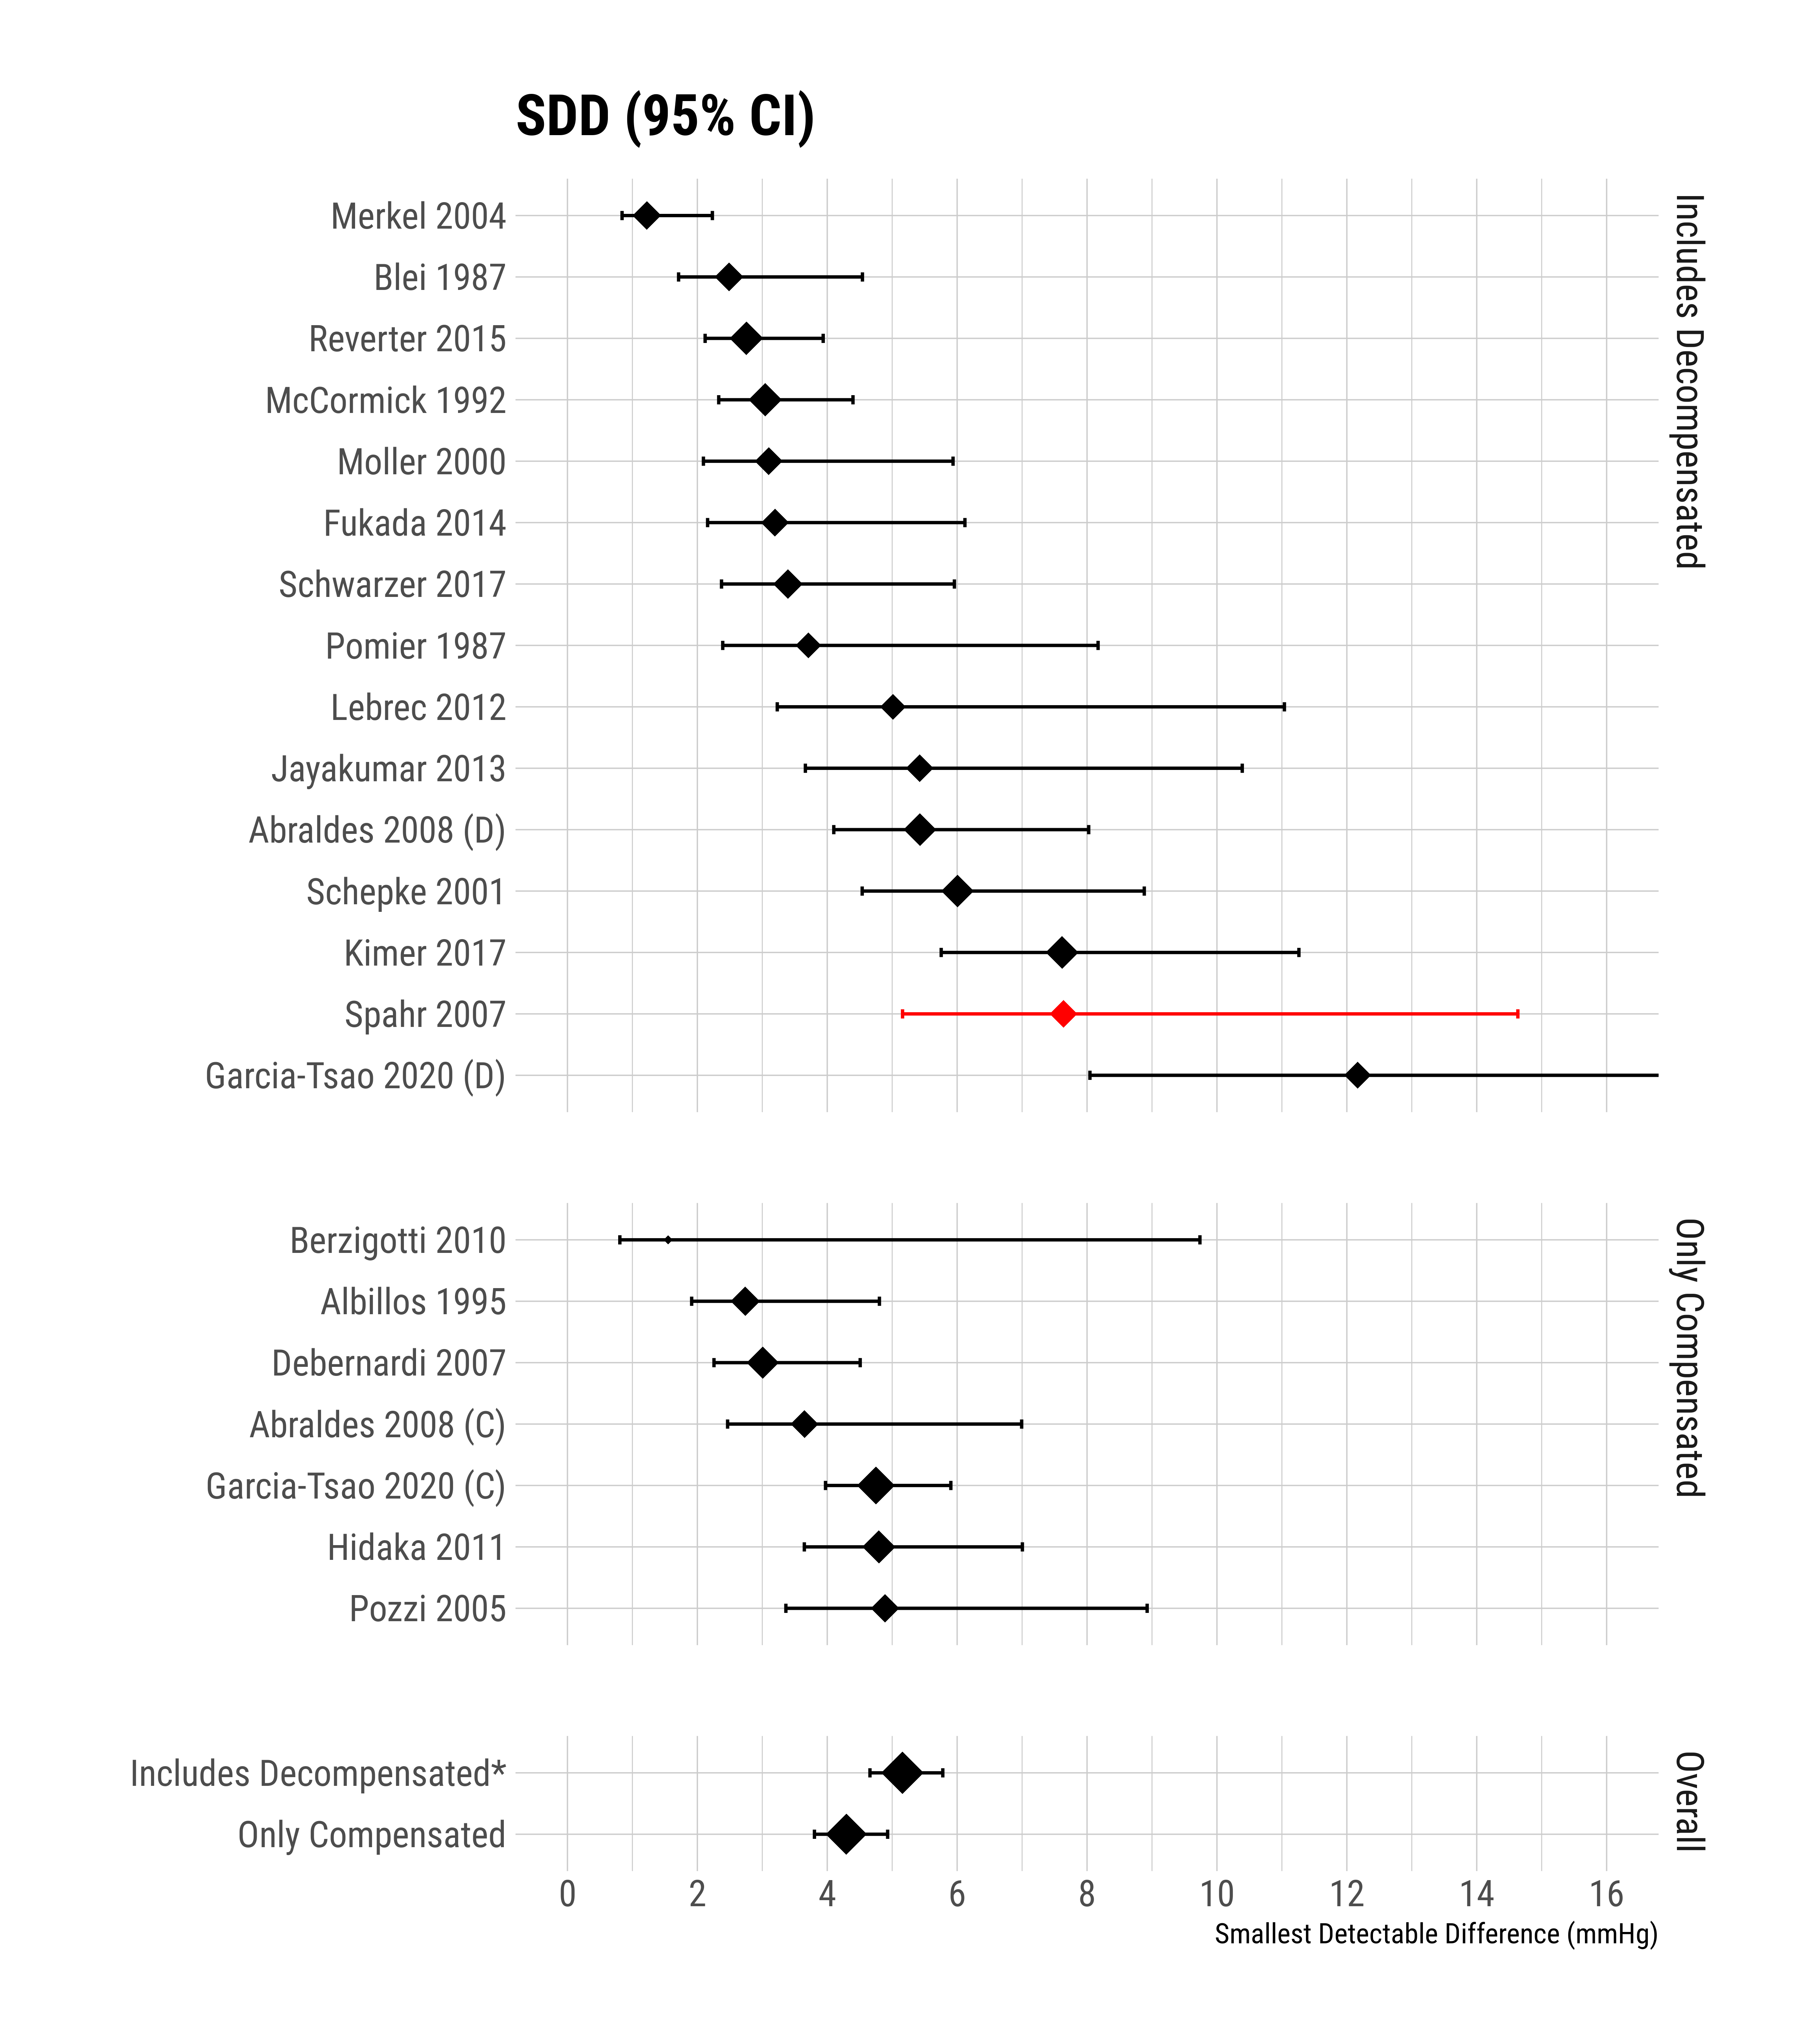 SDD (95% CI)
Includes Decompensated
Merkel 2004
Blei 1987
Reverter 2015
McCormick 1992
Moller 2000
Fukada 2014
Schwarzer 2017
Pomier 1987
Lebrec 2012
Jayakumar 2013
Abraldes 2008 (D)
Schepke 2001
Kimer 2017
Spahr 2007
Garcia-Tsao 2020 (D)
Only Compensated
Berzigotti 2010
Albillos 1995
Debernardi 2007
Abraldes 2008 (C)
Garcia-Tsao 2020 (C)
Hidaka 2011
Pozzi 2005
Overall
Includes Decompensated*
Only Compensated
0 2 4 6 8 10 12 14 16
Smallest Detectable Difference (mmHg)